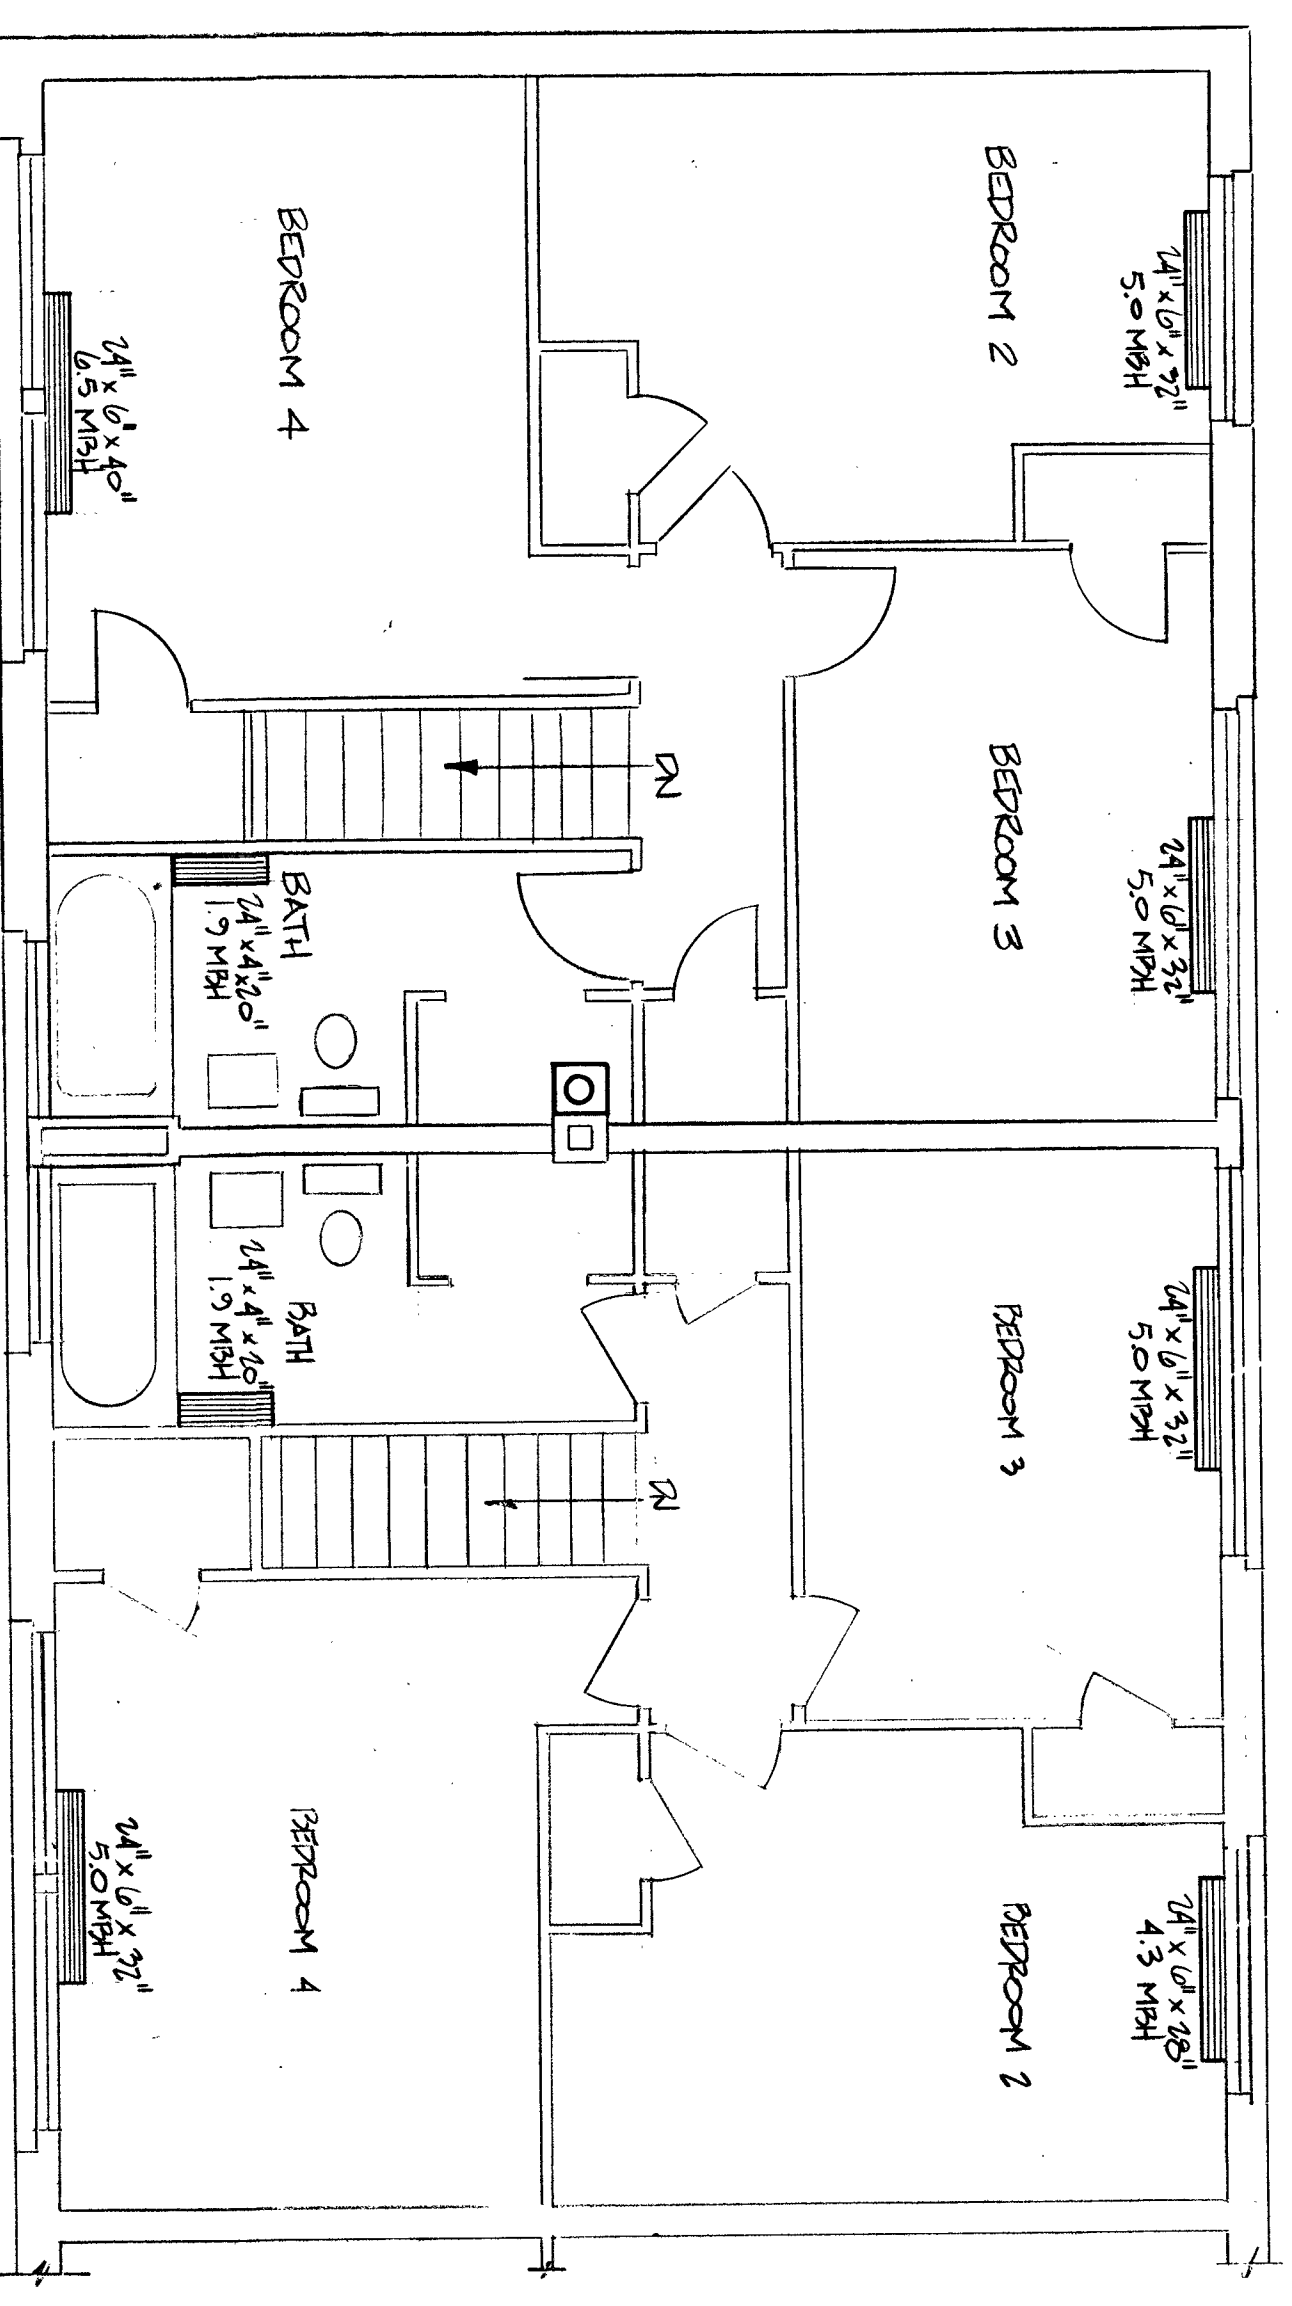 BEDROOM 2
24" x 6" x 32"
5.0 MBH
BEDROOM 4
24" x 6" x 40"
6.5 MBH
BEDROOM 3
24" x 6" x 32"
5.0 MBH
DN
BATH
24" x 4" x 20"
1.9 MBH
BEDROOM 3
24" x 6" x 32"
5.0 MBH
BATH
24" x 4" x 20"
1.9 MBH
DN
BEDROOM 4
24" x 6" x 32"
5.0 MBH
BEDROOM 2
24" x 6" x 28"
4.3 MBH